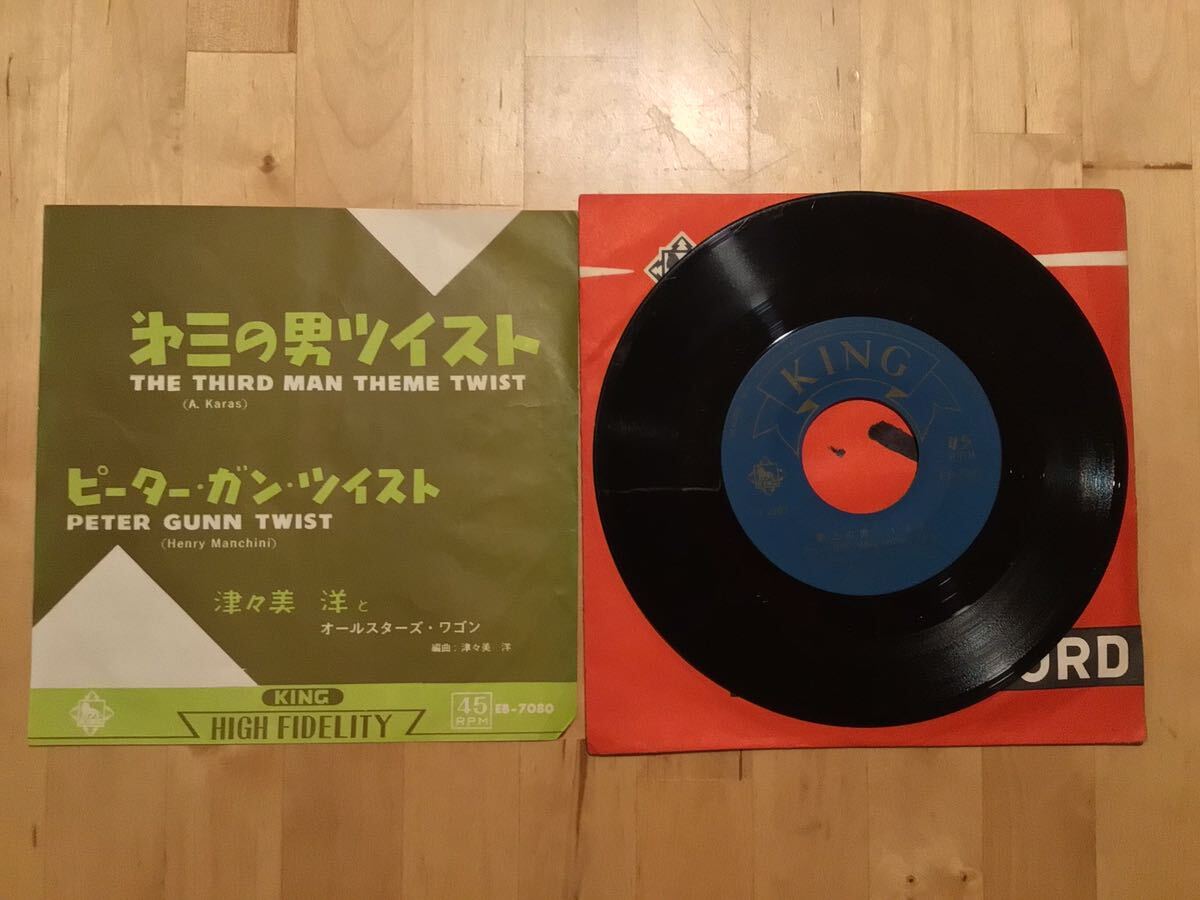 第三の男ツイスト
THE THIRD MAN THEME TWIST
(A. Karas)
ピーター・ガン・ツイスト
PETER GUNN TWIST
(Henry Manchini)
津々美 洋と
オールスターズ・ワゴン
編曲：津々美 洋
KING
HIGH FIDELITY
45
RPM
EB-7080
KING
45
RPM
ORD